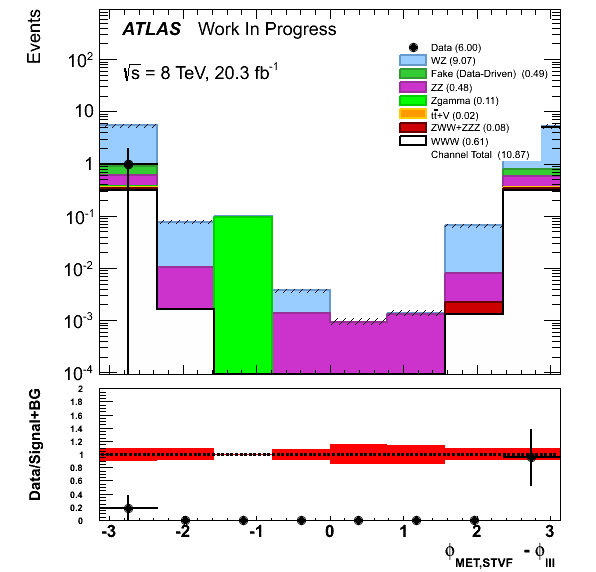 Events
ATLAS Work In Progress
√s = 8 TeV, 20.3 fb⁻¹
Data (6.00)
WZ (9.07)
Fake (Data-Driven) (0.49)
ZZ (0.48)
Zgamma (0.11)
tt̄+V (0.02)
ZWW+ZZZ (0.08)
WWW (0.61)
Channel Total (10.87)
10²
10
1
10⁻¹
10⁻²
10⁻³
10⁻⁴
Data/Signal+BG
2
1.8
1.6
1.4
1.2
1
0.8
0.6
0.4
0.2
0
-3 -2 -1 0 1 2 3
ϕMET,STVF - ϕlll